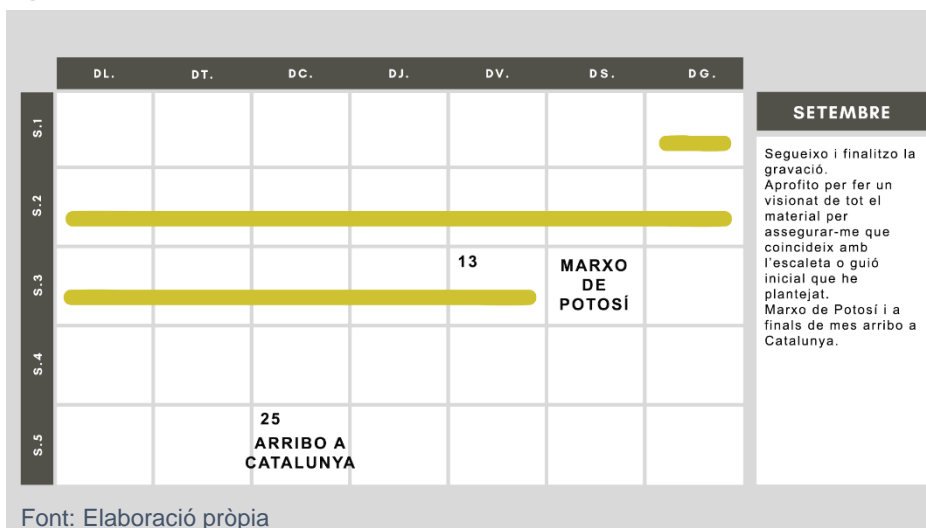 DL. DT. DC. DJ. DV. DS. DG.
S.1
S.2
S.3
S.4
S.5
13
MARXO
DE
POTOSÍ
25
ARRIBO A
CATALUNYA
SETEMBRE
Segueixo i finalitzo la
gravació.
Aprofito per fer un
visionat de tot el
material per
assegurar-me que
coincideix amb
l'escaleta o guió
inicial que he
plantejat.
Marxo de Potosí i a
finals de mes arribo a
Catalunya.
Font: Elaboració pròpia